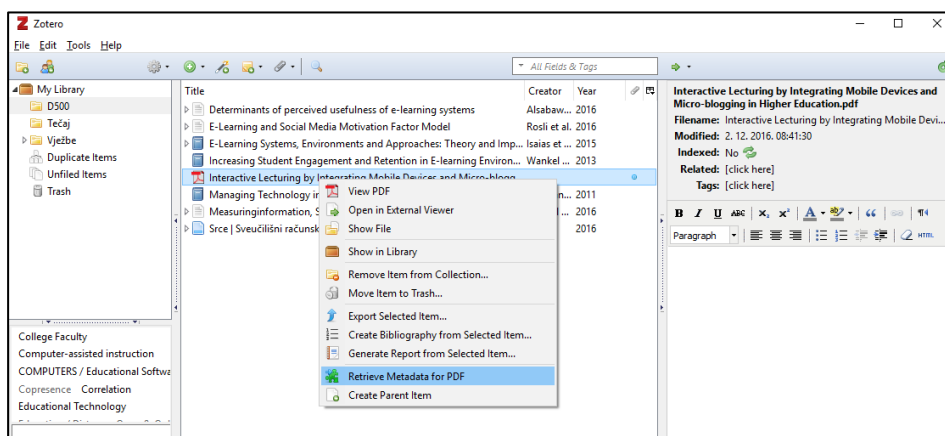 Zotero
File Edit Tools Help
All Fields & Tags
My Library
D500
Tečaj
Vježbe
Duplicate Items
Unfiled Items
Trash
College Faculty
Computer-assisted instruction
COMPUTERS / Educational Softwa
Copresence Correlation
Educational Technology
Title Creator Year
Determinants of perceived usefulness of e-learning systems Alsabaw... 2016
E-Learning and Social Media Motivation Factor Model Rosli et al. 2016
E-Learning Systems, Environments and Approaches: Theory and Imp... Isaias et ... 2015
Increasing Student Engagement and Retention in E-learning Environ... Wankel ... 2013
Interactive Lecturing by Integrating Mobile Devices and Micro-blogg
Managing Technology ir n... 2011
Measuringinformation, S ... 2016
Srce | Sveučilišni računsk 2016
View PDF
Open in External Viewer
Show File
Show in Library
Remove Item from Collection...
Move Item to Trash...
Export Selected Item...
Create Bibliography from Selected Item...
Generate Report from Selected Item...
Retrieve Metadata for PDF
Create Parent Item
Interactive Lecturing by Integrating Mobile Devices and
Micro-blogging in Higher Education.pdf
Filename: Interactive Lecturing by Integrating Mobile Devi...
Modified: 2. 12. 2016. 08:41:30
Indexed: No
Related: [click here]
Tags: [click here]
B I U ABC X₂ X² A ab “ ¶
Paragraph HTML